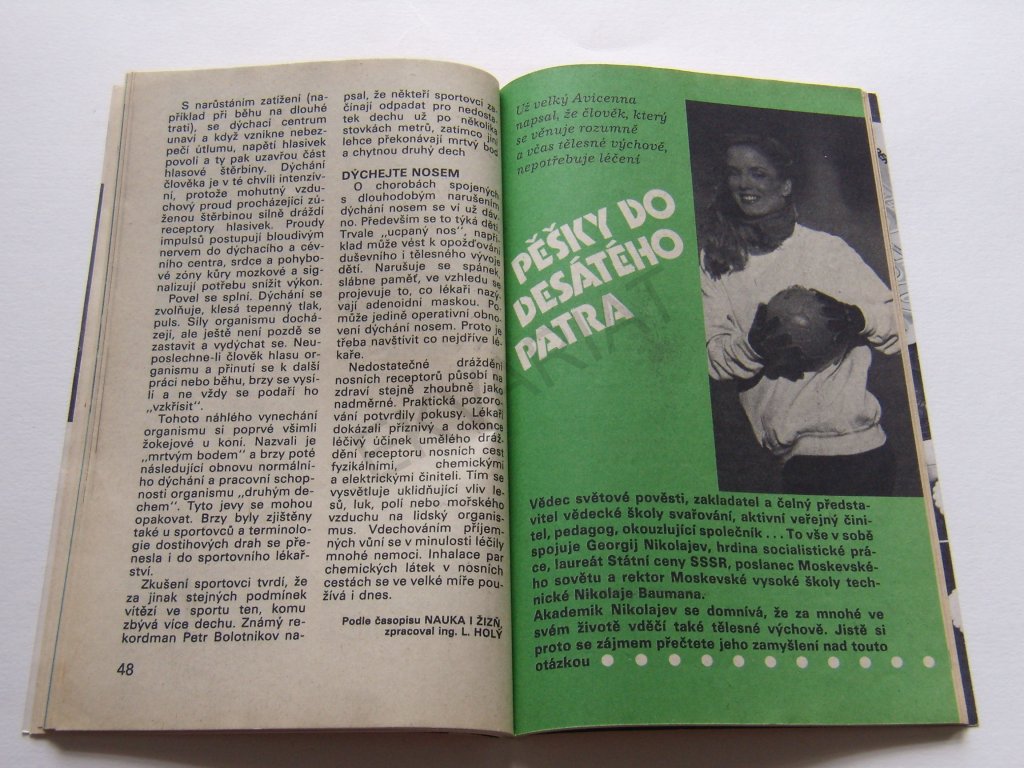 S narůstáním zatížení (na-
příklad při běhu na dlouhé
trati), se dýchací centrum
unaví a když vznikne nebez-
pečí útlumu, napětí hlasivek
povolí a ty pak uzavřou část
hlasové štěrbiny. Dýchání
člověka je v té chvíli intenziv-
ní, protože mohutný vzdu-
chový proud procházející zú-
ženou štěrbinou silně dráždí
receptory hlasivek. Proudy
impulsů postupují bloudivým
nervem do dýchacího a cév-
ního centra, srdce a pohybo-
vé zóny kůry mozkové a sig-
nalizují potřebu snížit výkon.
Povel se splní. Dýchání se
zvolňuje, klesá tepenný tlak,
puls. Síly organismu dochá-
zejí, ale ještě není pozdě se
zastavit a vydýchat se. Neu-
poslechne-li člověk hlasu or-
ganismu a přinutí se k další
práci nebo běhu, brzy se vysí-
lí a ne vždy se podaří ho
„vzkřísit".
Tohoto náhlého vynechání
organismu si poprvé všimli
žokejové u koní. Nazvali je
„mrtvým bodem" a brzy poté
následující obnovu normální-
ho dýchání a pracovní schop-
nosti organismu „druhým de-
chem". Tyto jevy se mohou
opakovat. Brzy byly zjištěny
také u sportovců a terminolo-
gie dostihových drah se pře-
nesla i do sportovního lékař-
ství.
Zkušení sportovci tvrdí, že
za jinak stejných podmínek
vítězí ve sportu ten, komu
zbývá více dechu. Známý re-
kordman Petr Bolotnikov na-
48
psal, že někteří sportovci za-
čínají odpadat pro nedosta-
tek dechu už po několika
stovkách metrů, zatímco jiní
lehce překonávají mrtvý bod
a chytnou druhý dech
DÝCHEJTE NOSEM
O chorobách spojených
s dlouhodobým narušením
dýchání nosem se ví už dáv-
no. Především se to týká dětí.
Trvale „ucpaný nos", napří-
klad může vést k opožďování
duševního i tělesného vývoje
dětí. Narušuje se spánek,
slábne paměť, ve vzhledu se
projevuje to, co lékaři nazý-
vají adenoidní maskou. Po-
může jedině operativní obno-
vení dýchání nosem. Proto je
třeba navštívit co nejdříve lé-
kaře.
Nedostatečné dráždění
nosních receptorů působí na
zdraví stejně zhoubně jako
nadměrné. Praktická pozoro-
vání potvrdily pokusy. Lékaři
dokázali příznivý a dokonce
léčivý účinek umělého dráž-
dění receptorů nosních cest
fyzikálními, chemickými
a elektrickými činiteli. Tím se
vysvětluje uklidňující vliv le-
sů, luk, polí nebo mořského
vzduchu na lidský organis-
mus. Vdechováním příjem-
ných vůní se v minulosti léčily
mnohé nemoci. Inhalace par
chemických látek v nosních
cestách se ve velké míře pou-
žívá i dnes.
Podle časopisu NAUKA I ŽIZŇ,
zpracoval ing. L. HOLÝ
Už velký Avicenna
napsal, že člověk, který
se věnuje rozumně
a včas tělesné výchově,
nepotřebuje léčení
PĚŠKY DO
DESÁTÉHO
PATRA
Vědec světové pověsti, zakladatel a čelný předsta-
vitel vědecké školy svařování, aktivní veřejný čini-
tel, pedagog, okouzlující společník ... To vše v sobě
spojuje Georgij Nikolajev, hrdina socialistické prá-
ce, laureát Státní ceny SSSR, poslanec Moskevské-
ho sovětu a rektor Moskevské vysoké školy tech-
nické Nikolaje Baumana.
Akademik Nikolajev se domnívá, že za mnohé ve
svém životě vděčí také tělesné výchově. Jistě si
proto se zájmem přečtete jeho zamyšlení nad touto
otázkou